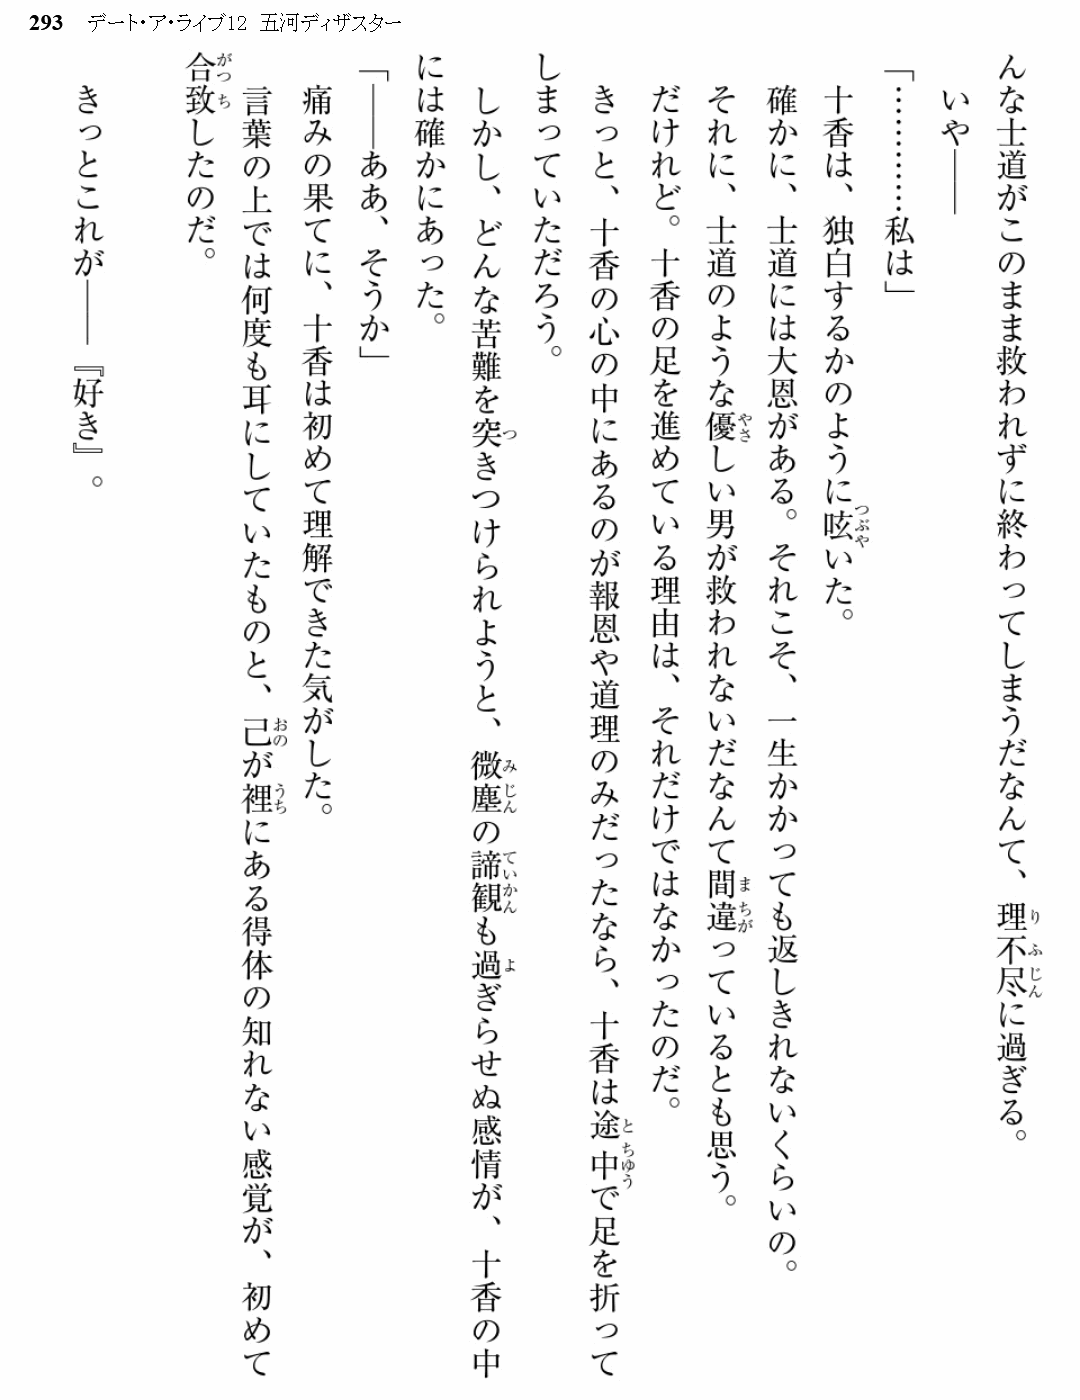 293 デート・ア・ライブ12 五河ディザスター
んな士道がこのまま救われずに終わってしまうだなんて、理不尽に過ぎる。
いや――
「…………私は」
十香は、独白するかのように呟いた。
確かに、士道には大恩がある。それこそ、一生かかっても返しきれないくらいの。
それに、士道のような優しい男が救われないだなんて間違っているとも思う。
だけれど。十香の足を進めている理由は、それだけではなかったのだ。
きっと、十香の心の中にあるのが報恩や道理のみだったなら、十香は途中で足を折って
しまっていただろう。
しかし、どんな苦難を突きつけられようと、微塵の諦観も過ぎらせぬ感情が、十香の中
には確かにあった。
「――ああ、そうか」
痛みの果てに、十香は初めて理解できた気がした。
言葉の上では何度も耳にしていたものと、己が裡にある得体の知れない感覚が、初めて
合致したのだ。
きっとこれが――『好き』。